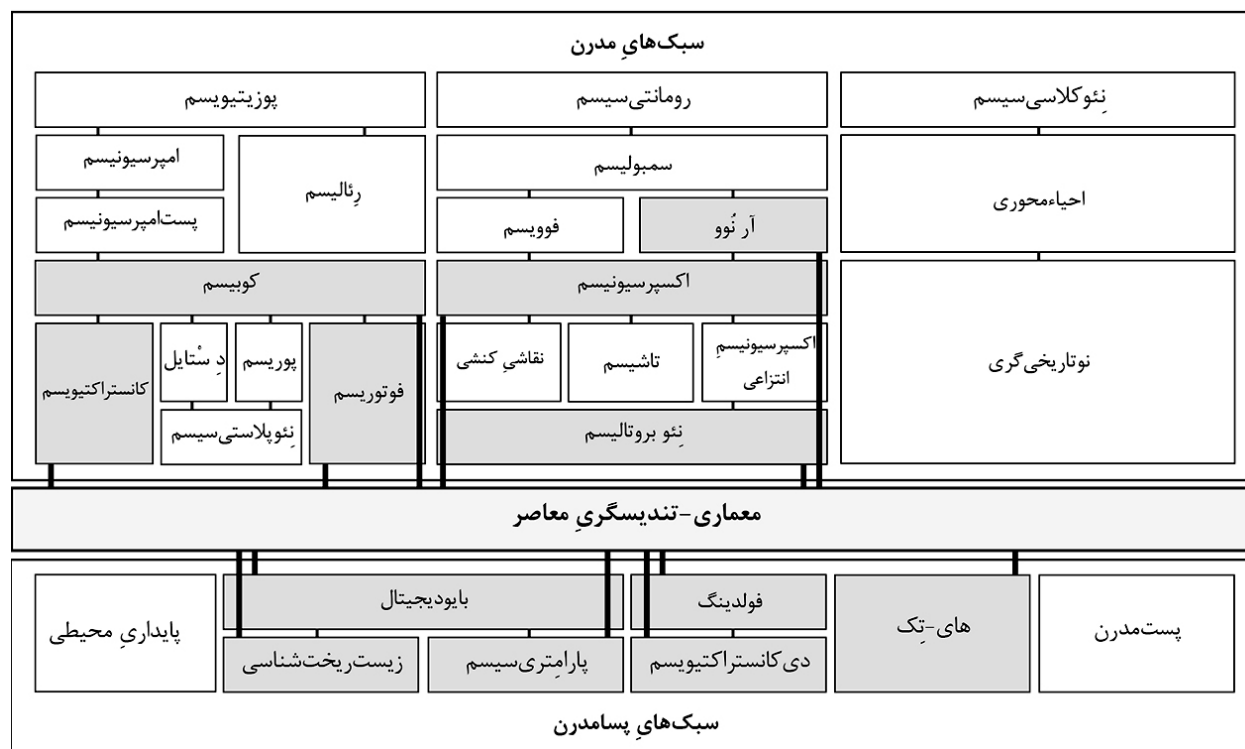 سبک‌هایِ مدرن
نِئوکلاسی‌سیسم
رومانتی‌سیسم
پوزیتیویسم
احیاءمحوری
سمبولیسم
رِئالیسم
امپرسیونیسم
آر نُوو
فوویسم
پست‌امپرسیونیسم
نوتاریخی‌گری
اکسپرسیونیسم
کوبیسم
اکسپرسیونیسمِ
انتزاعی
تاشیسم
نقاشیِ کنشی
فوتوریسم
پوریسم
دِ سْتایل
کانستراکتیویسم
نِئو بروتالیسم
نِئوپلاستی‌سیسم
معماری-تندیسگریِ معاصر
پست‌مدرن
های-تِک
فولدینگ
بایودیجیتال
پایداریِ محیطی
دی‌کانستراکتیویسم
پارامِتری‌سیسم
زیست‌ریخت‌شناسی
سبک‌هایِ پسامدرن